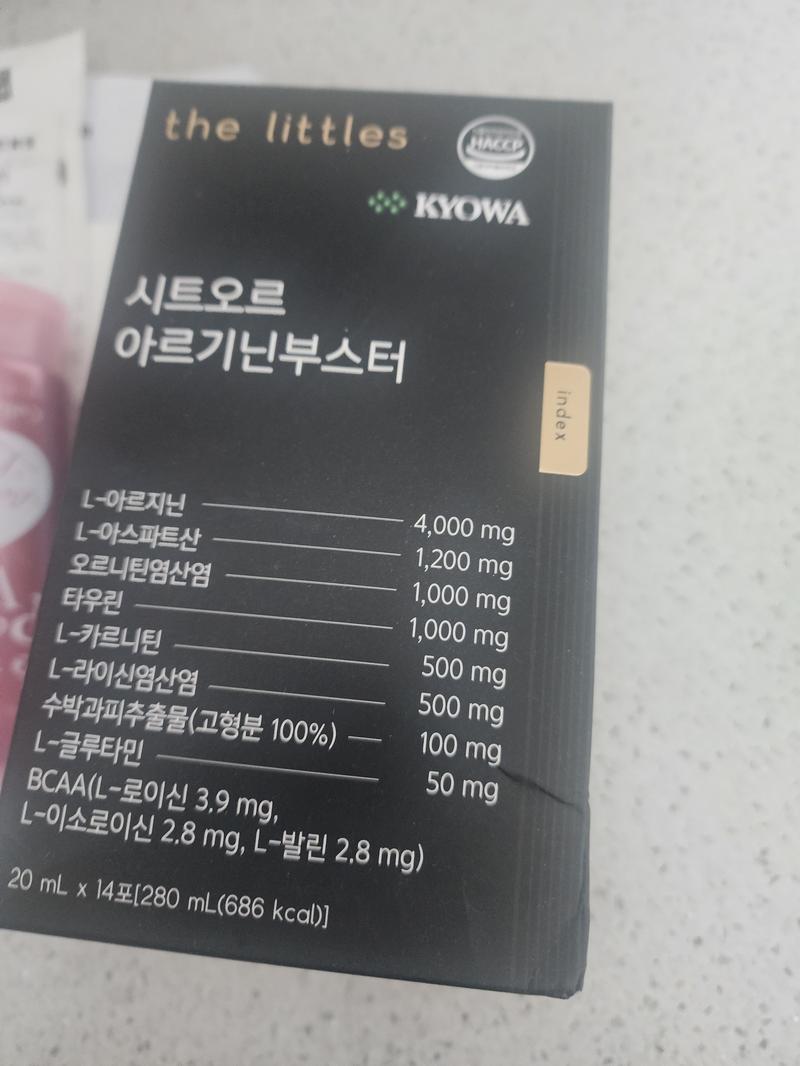 the littles
HACCP
KYOWA
시트오르
아르기닌부스터
index
L-아르지닌 4,000 mg
L-아스파트산 1,200 mg
오르니틴염산염 1,000 mg
타우린 1,000 mg
L-카르니틴 500 mg
L-라이신염산염 500 mg
수박과피추출물(고형분 100%) 100 mg
L-글루타민 50 mg
BCAA(L-로이신 3.9 mg,
L-이소로이신 2.8 mg, L-발린 2.8 mg)
20 mL x 14포[280 mL(686 kcal)]